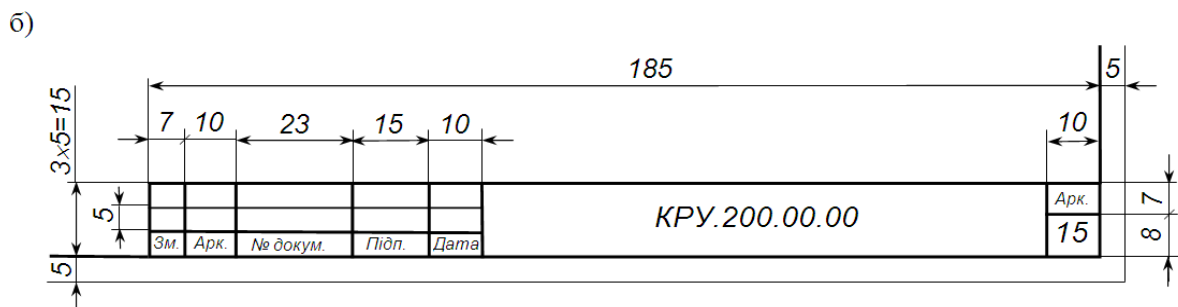 б)
185 5
3×5=15 7 10 23 15 10 10
5 КРУ.200.00.00 Арк. 7
Зм. Арк. № докум. Підп. Дата 15 8
5